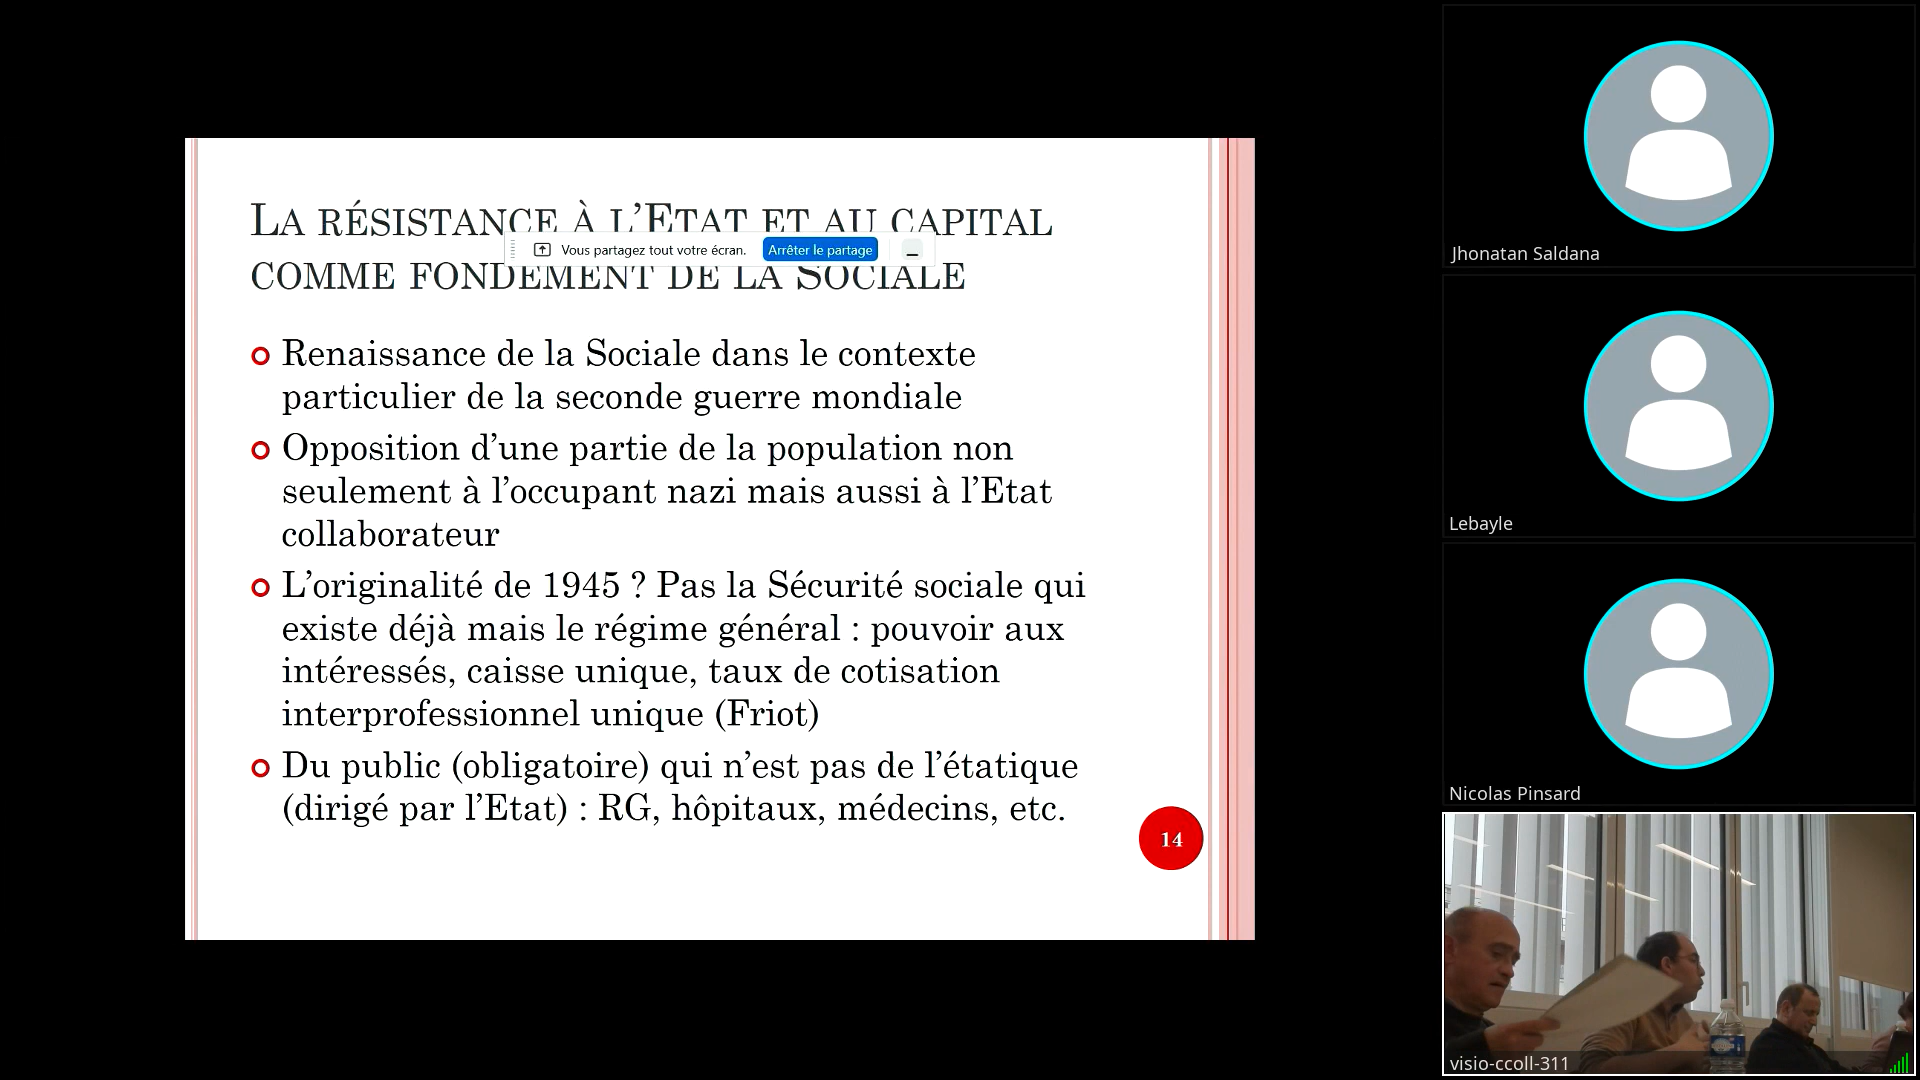 La résistance à l’Etat et au capital
Vous partagez tout votre écran. Arrêter le partage
comme fondement de la Sociale
Renaissance de la Sociale dans le contexte
particulier de la seconde guerre mondiale
Opposition d’une partie de la population non
seulement à l’occupant nazi mais aussi à l’Etat
collaborateur
L’originalité de 1945 ? Pas la Sécurité sociale qui
existe déjà mais le régime général : pouvoir aux
intéressés, caisse unique, taux de cotisation
interprofessionnel unique (Friot)
Du public (obligatoire) qui n’est pas de l’étatique
(dirigé par l’Etat) : RG, hôpitaux, médecins, etc.
14
Jhonatan Saldana
Lebayle
Nicolas Pinsard
visio-ccoll-311